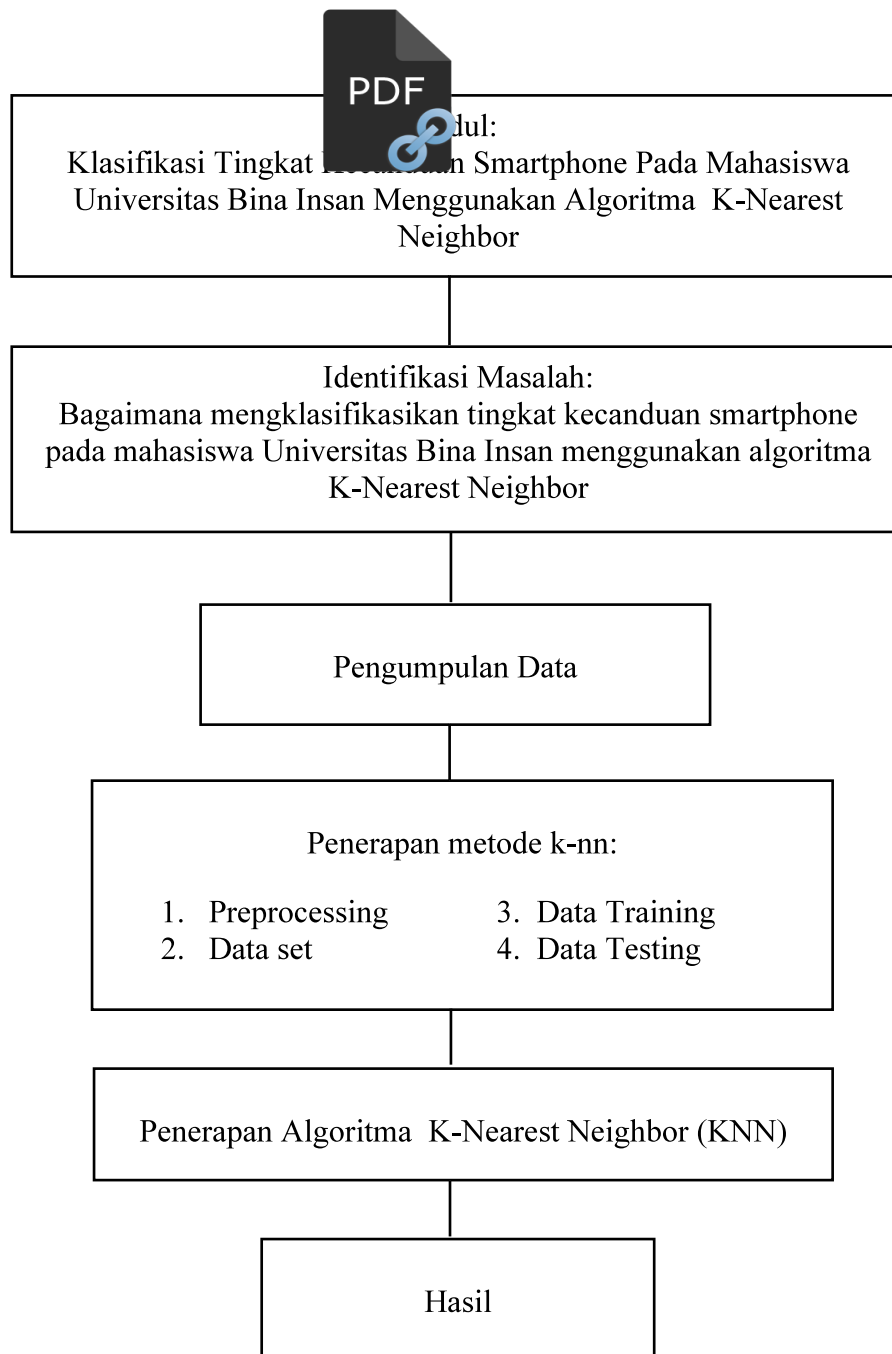 PDF
dul:
Klasifikasi Tingkat Smartphone Pada Mahasiswa
Universitas Bina Insan Menggunakan Algoritma K-Nearest
Neighbor
Identifikasi Masalah:
Bagaimana mengklasifikasikan tingkat kecanduan smartphone
pada mahasiswa Universitas Bina Insan menggunakan algoritma
K-Nearest Neighbor
Pengumpulan Data
Penerapan metode k-nn:
1. Preprocessing 3. Data Training
2. Data set 4. Data Testing
Penerapan Algoritma K-Nearest Neighbor (KNN)
Hasil